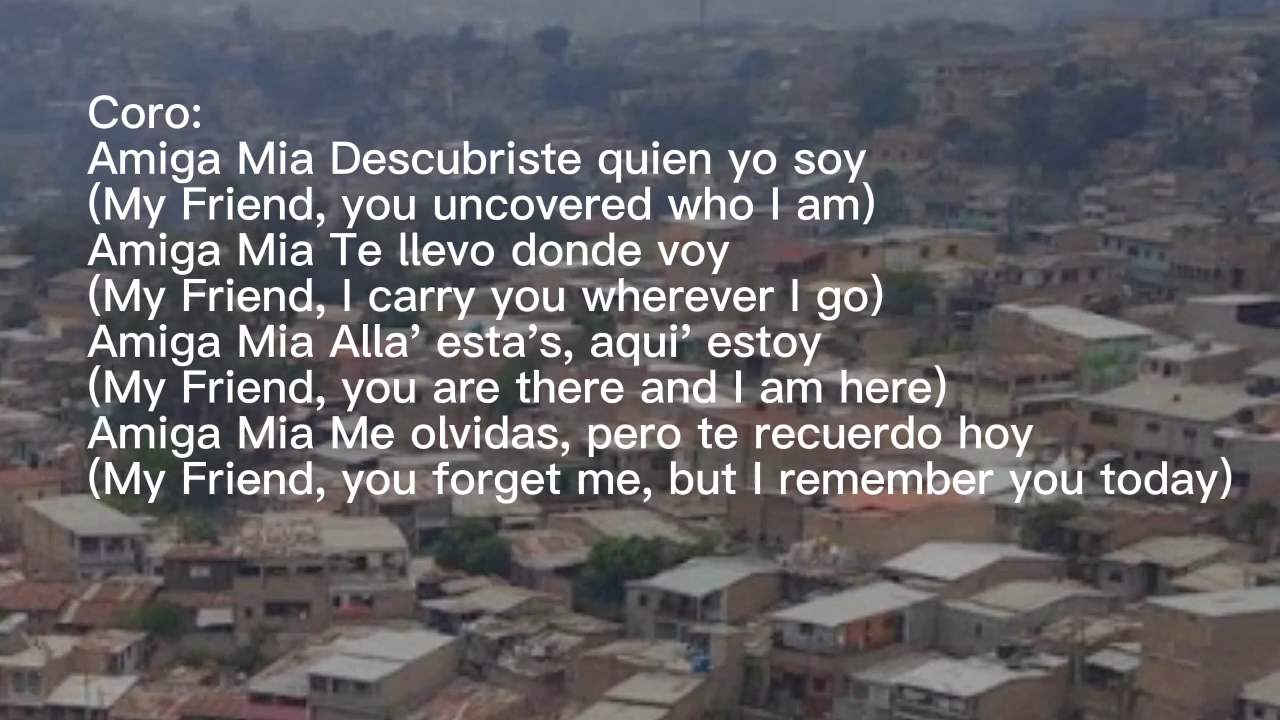 Coro:
Amiga Mia Descubriste quien yo soy
(My Friend, you uncovered who I am)
Amiga Mia Te llevo donde voy
(My Friend, I carry you wherever I go)
Amiga Mia Alla’ esta’s, aqui’ estoy
(My Friend, you are there and I am here)
Amiga Mia Me olvidas, pero te recuerdo hoy
(My Friend, you forget me, but I remember you today)